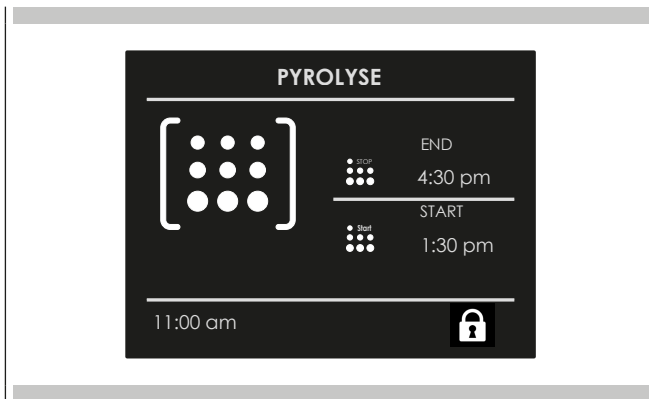 PYROLYSE
STOP
END
4:30 pm
Start
START
1:30 pm
11:00 am